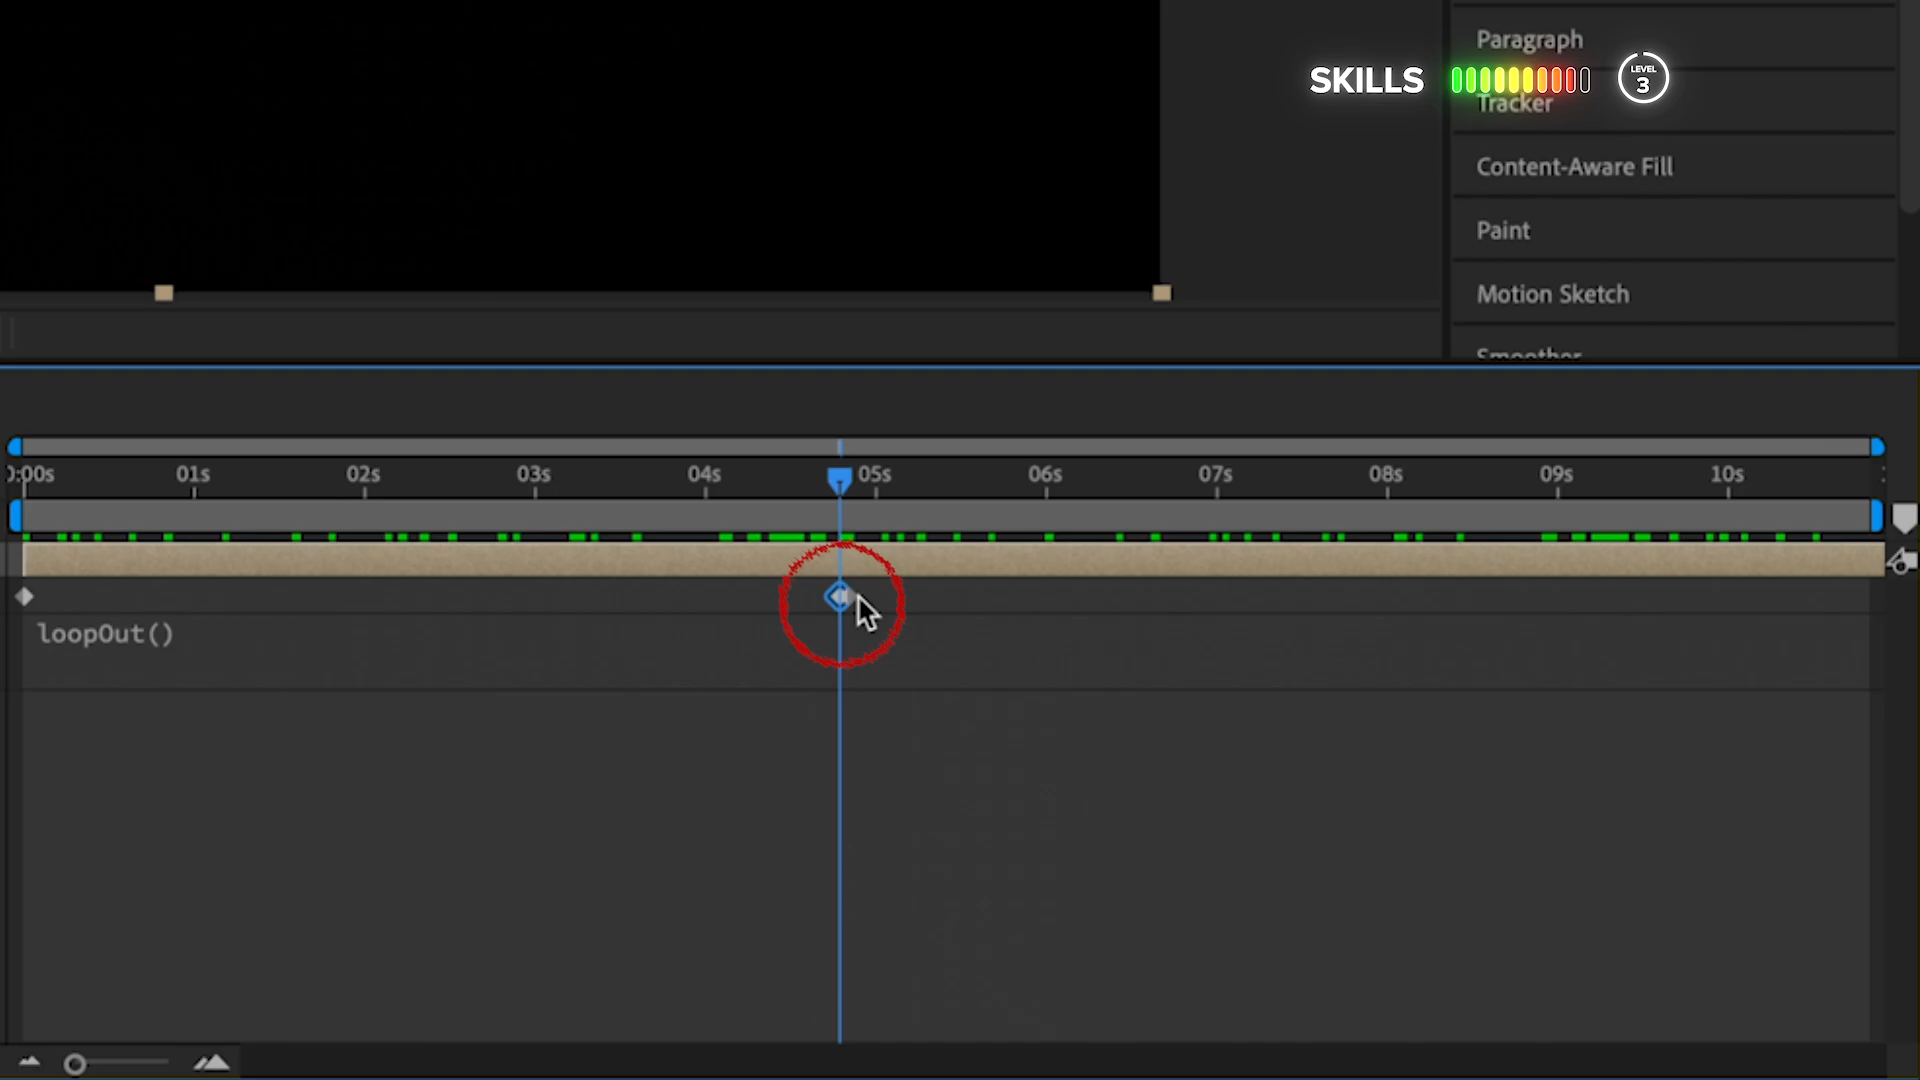 Paragraph
SKILLS LEVEL 3
Tracker
Content-Aware Fill
Paint
Motion Sketch
Smoother
0:00s 01s 02s 03s 04s 05s 06s 07s 08s 09s 10s
loopOut()